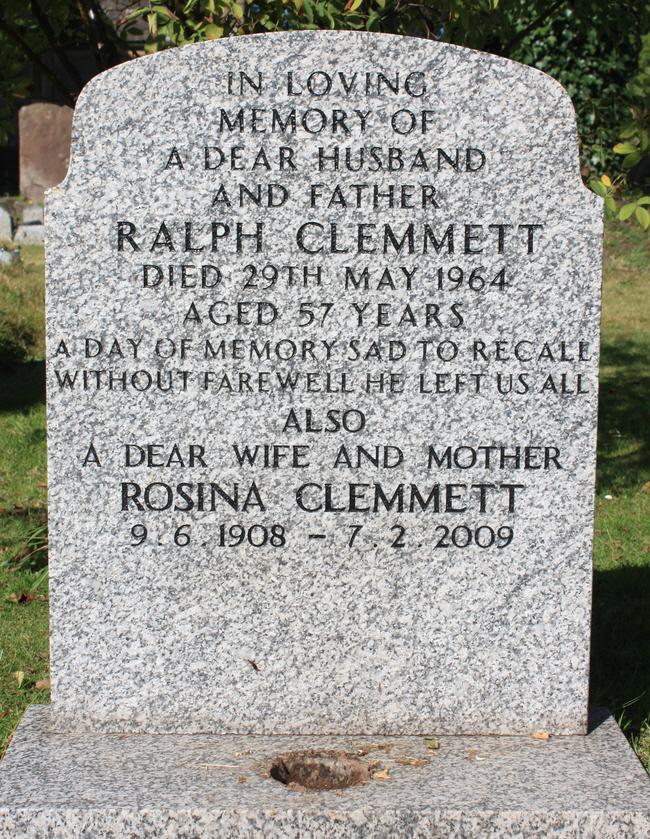 IN LOVING
MEMORY OF
A DEAR HUSBAND
AND FATHER
RALPH CLEMMETT
DIED 29TH MAY 1964
AGED 57 YEARS
A DAY OF MEMORY SAD TO RECALL
WITHOUT FAREWELL HE LEFT US ALL
ALSO
A DEAR WIFE AND MOTHER
ROSINA CLEMMETT
9.6.1908 – 7.2.2009